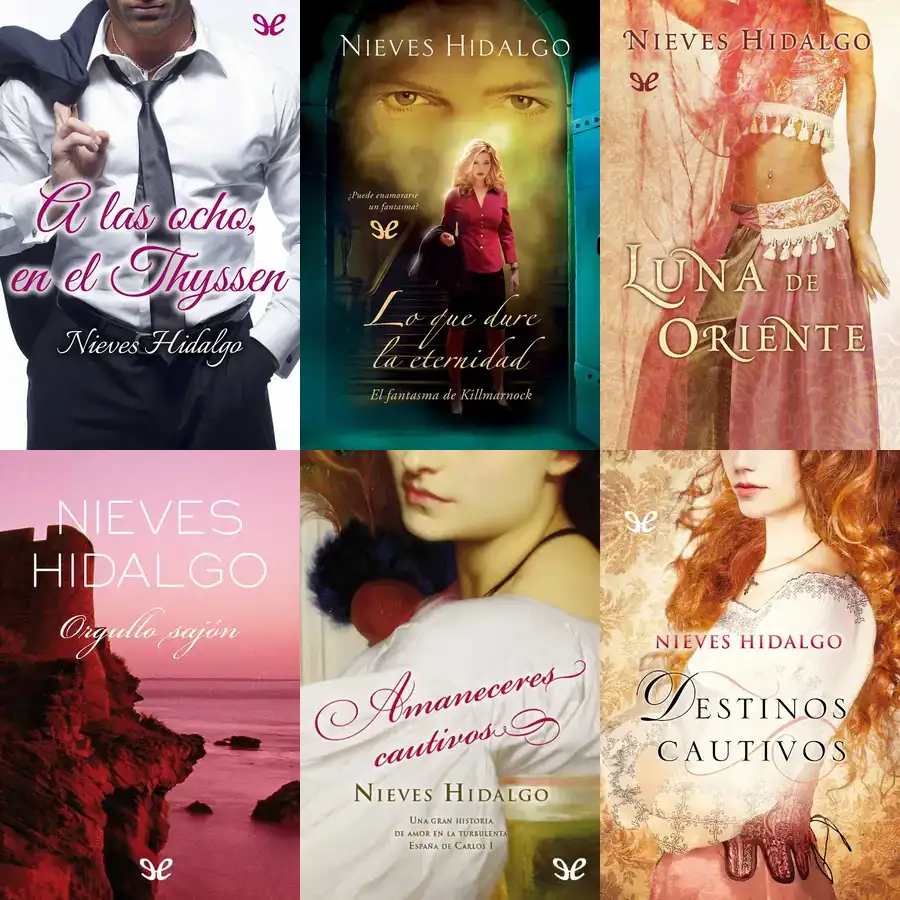 A las ocho,
en el Thyssen
Nieves Hidalgo
NIEVES HIDALGO
¿Puede enamorarse
un fantasma?
Lo que dure
la eternidad
El fantasma de Killmarnock
NIEVES HIDALGO
LUNA DE
ORIENTE
NIEVES
HIDALGO
Orgullo sajón
Amaneceres
cautivos
NIEVES HIDALGO
UNA GRAN HISTORIA
DE AMOR EN LA TURBULENTA
ESPAÑA DE CARLOS I
NIEVES HIDALGO
DESTINOS
CAUTIVOS